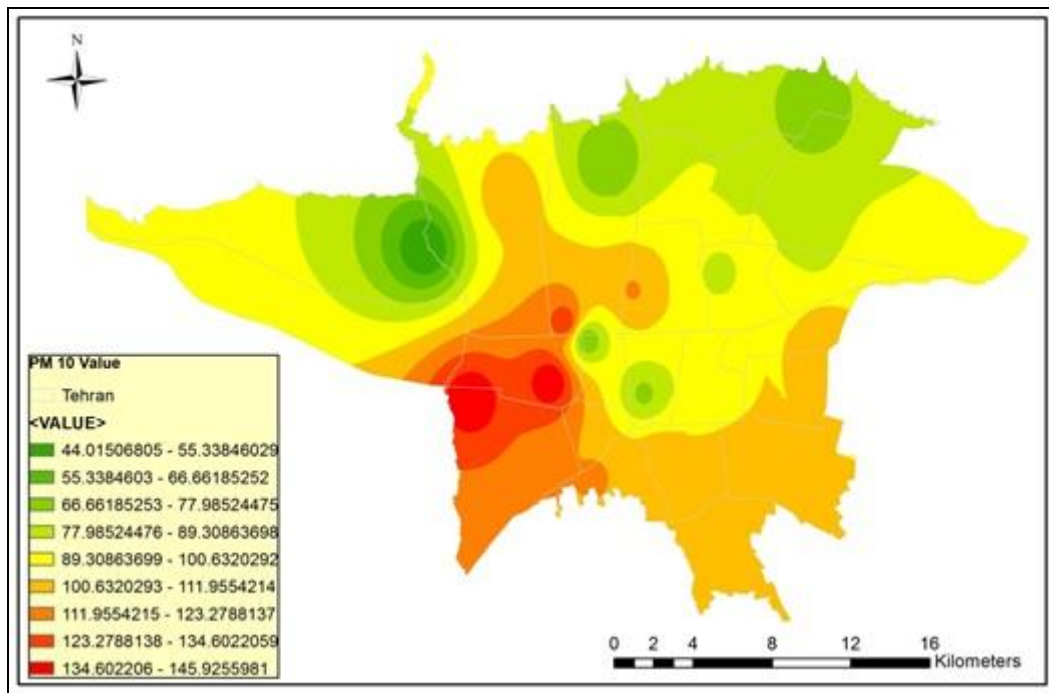 N
PM 10 Value
Tehran
<VALUE>
44.01506805 - 55.33846029
55.3384603 - 66.66185252
66.66185253 - 77.98524475
77.98524476 - 89.30863698
89.30863699 - 100.6320292
100.6320293 - 111.9554214
111.9554215 - 123.2788137
123.2788138 - 134.6022059
134.602206 - 145.9255981
0 2 4 8 12 16
Kilometers